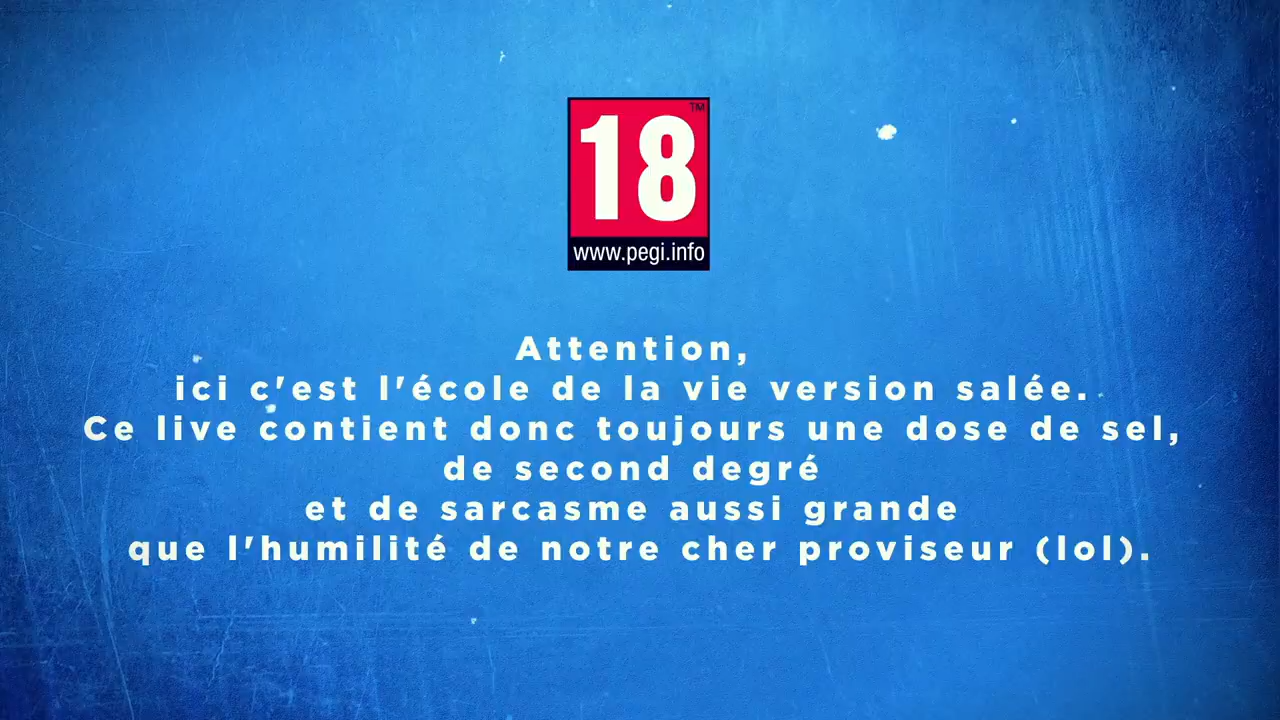 TM
18
www.pegi.info
Attention,
ici c'est l'école de la vie version salée.
Ce live contient donc toujours une dose de sel,
de second degré
et de sarcasme aussi grande
que l'humilité de notre cher proviseur (lol).